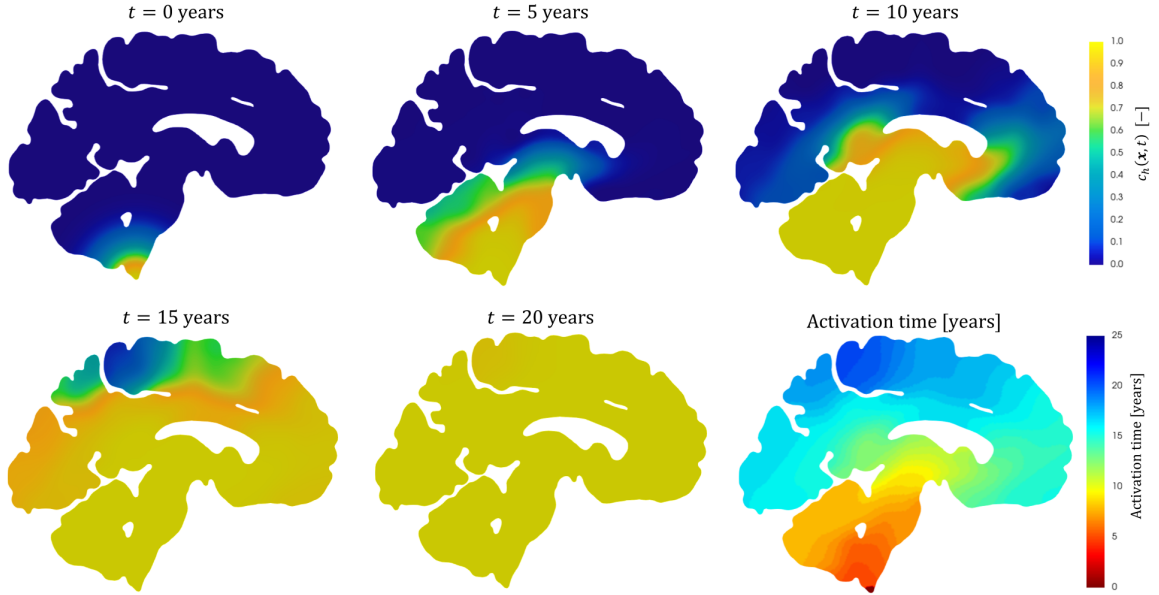 t = 0 years
t = 5 years
t = 10 years
1.0
0.9
0.8
0.7
0.6
0.5
0.4
0.3
0.2
0.1
0.0
c_h(x, t) [−]
t = 15 years
t = 20 years
Activation time [years]
25
20
15
10
5
0
Activation time [years]